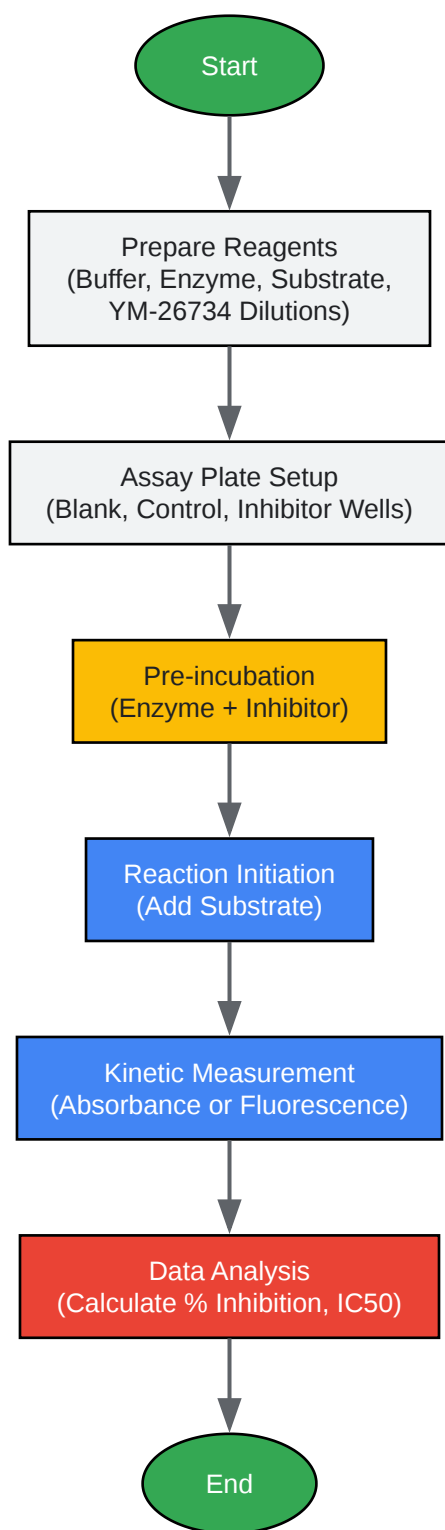 Start
Prepare Reagents
(Buffer, Enzyme, Substrate,
YM-26734 Dilutions)
Assay Plate Setup
(Blank, Control, Inhibitor Wells)
Pre-incubation
(Enzyme + Inhibitor)
Reaction Initiation
(Add Substrate)
Kinetic Measurement
(Absorbance or Fluorescence)
Data Analysis
(Calculate % Inhibition, IC50)
End